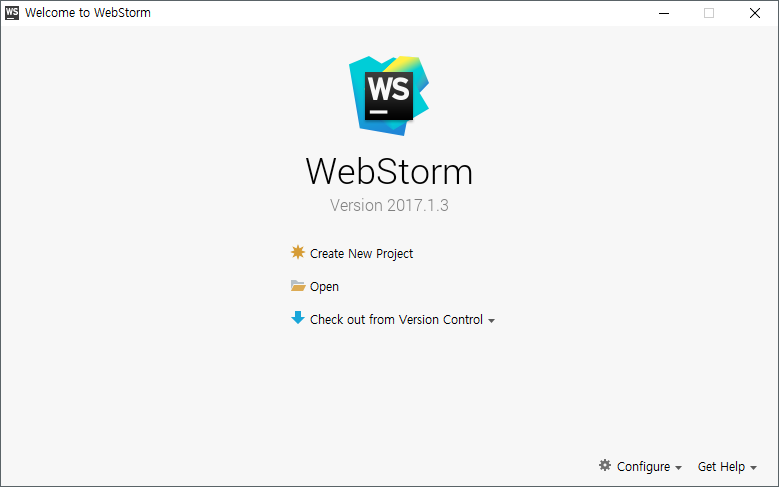 WS Welcome to WebStorm
WS
WebStorm
Version 2017.1.3
Create New Project
Open
Check out from Version Control
Configure Get Help